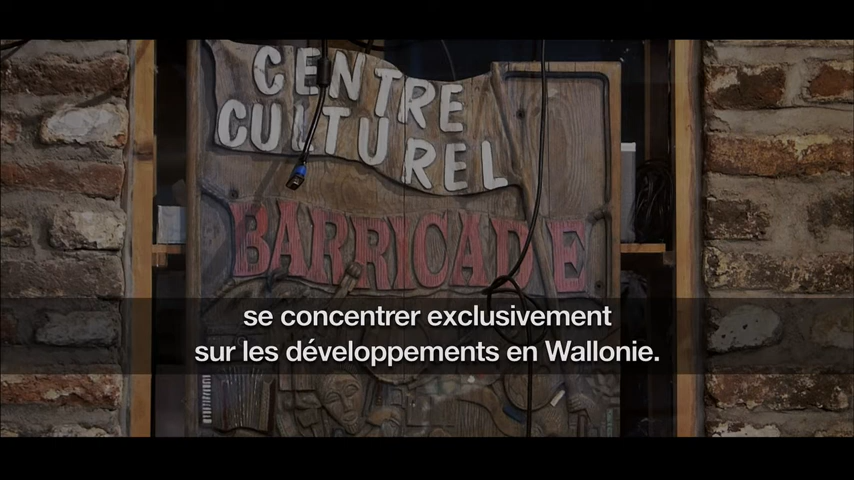 CENTRE
CULTUREL
BARRICADE
se concentrer exclusivement
sur les développements en Wallonie.